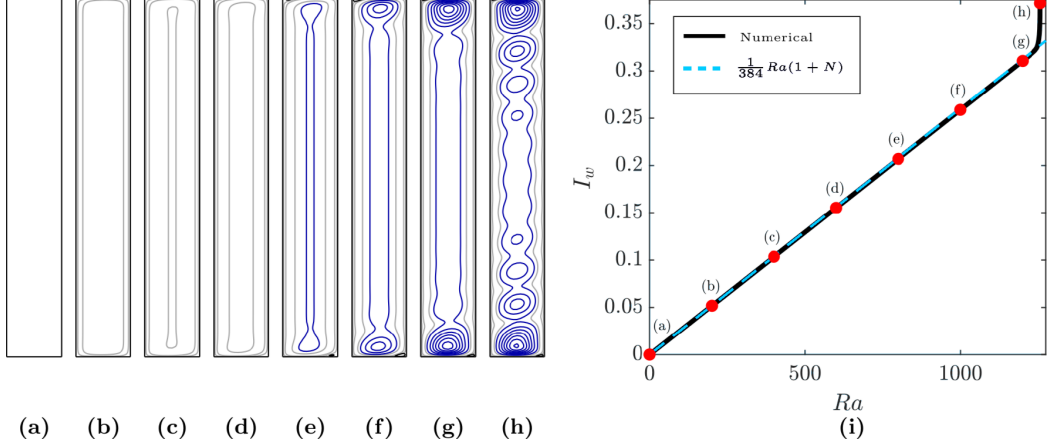 (a) (b) (c) (d) (e) (f) (g) (h)
0.35
0.3
0.25
0.2
0.15
0.1
0.05
0
I_w
Numerical
\frac{1}{384} Ra(1 + N)
(h)
(g)
(f)
(e)
(d)
(c)
(b)
(a)
0 500 1000
Ra
(i)